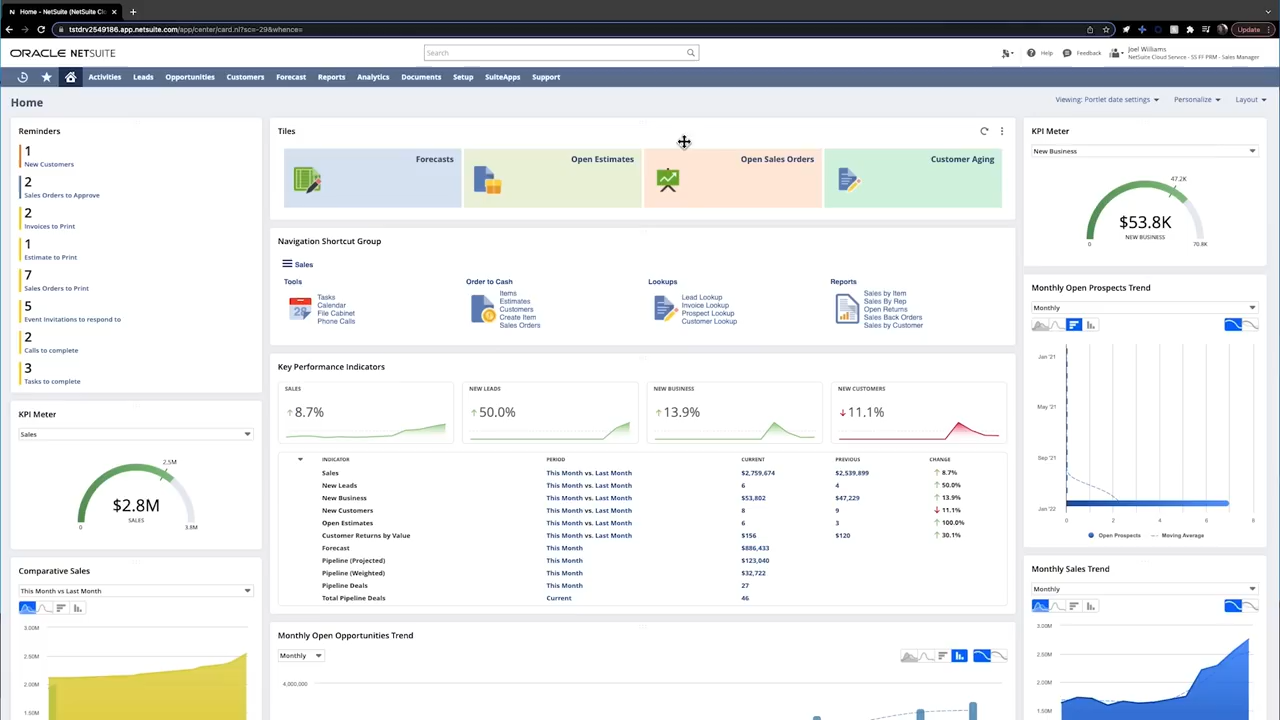 Home - NetSuite (NetSuite Cl
tstdrv2549186.app.netsuite.com/app/center/card.nl?sc=-29&whence=
Update
ORACLE NETSUITE
Search
Help
Feedback
Joel Williams
NetSuite Cloud Service - SS FF PRM - Sales Manager
Activities
Leads
Opportunities
Customers
Forecast
Reports
Analytics
Documents
Setup
SuiteApps
Support
Home
Viewing: Portlet date settings
Personalize
Layout
Reminders
1
New Customers
2
Sales Orders to Approve
2
Invoices to Print
1
Estimate to Print
7
Sales Orders to Print
5
Event Invitations to respond to
2
Calls to complete
3
Tasks to complete
KPI Meter
Sales
2.5M
$2.8M
SALES
0
3.8M
Comparative Sales
This Month vs Last Month
3.00M
2.50M
2.00M
1.50M
Tiles
Forecasts
Open Estimates
Open Sales Orders
Customer Aging
Navigation Shortcut Group
Sales
Tools
Tasks
Calendar
File Cabinet
Phone Calls
Order to Cash
Items
Estimates
Customers
Create Item
Sales Orders
Lookups
Lead Lookup
Invoice Lookup
Prospect Lookup
Customer Lookup
Reports
Sales by Item
Sales By Rep
Open Returns
Sales Back Orders
Sales by Customer
Key Performance Indicators
SALES
8.7%
NEW LEADS
50.0%
NEW BUSINESS
13.9%
NEW CUSTOMERS
11.1%
INDICATOR PERIOD CURRENT PREVIOUS CHANGE
Sales This Month vs. Last Month $2,759,674 $2,539,899 8.7%
New Leads This Month vs. Last Month 6 4 50.0%
New Business This Month vs. Last Month $53,802 $47,229 13.9%
New Customers This Month vs. Last Month 8 9 11.1%
Open Estimates This Month vs. Last Month 6 3 100.0%
Customer Returns by Value This Month vs. Last Month $156 $120 30.1%
Forecast This Month $886,433
Pipeline (Projected) This Month $123,040
Pipeline (Weighted) This Month $32,722
Pipeline Deals This Month 27
Total Pipeline Deals Current 46
Monthly Open Opportunities Trend
Monthly
4,000,000
KPI Meter
New Business
47.2K
$53.8K
NEW BUSINESS
0
70.8K
Monthly Open Prospects Trend
Monthly
Jan '21
May '21
Sep '21
Jan '22
0 2 4 6 8
Open Prospects
Moving Average
Monthly Sales Trend
Monthly
3.00M
2.50M
2.00M
1.50M